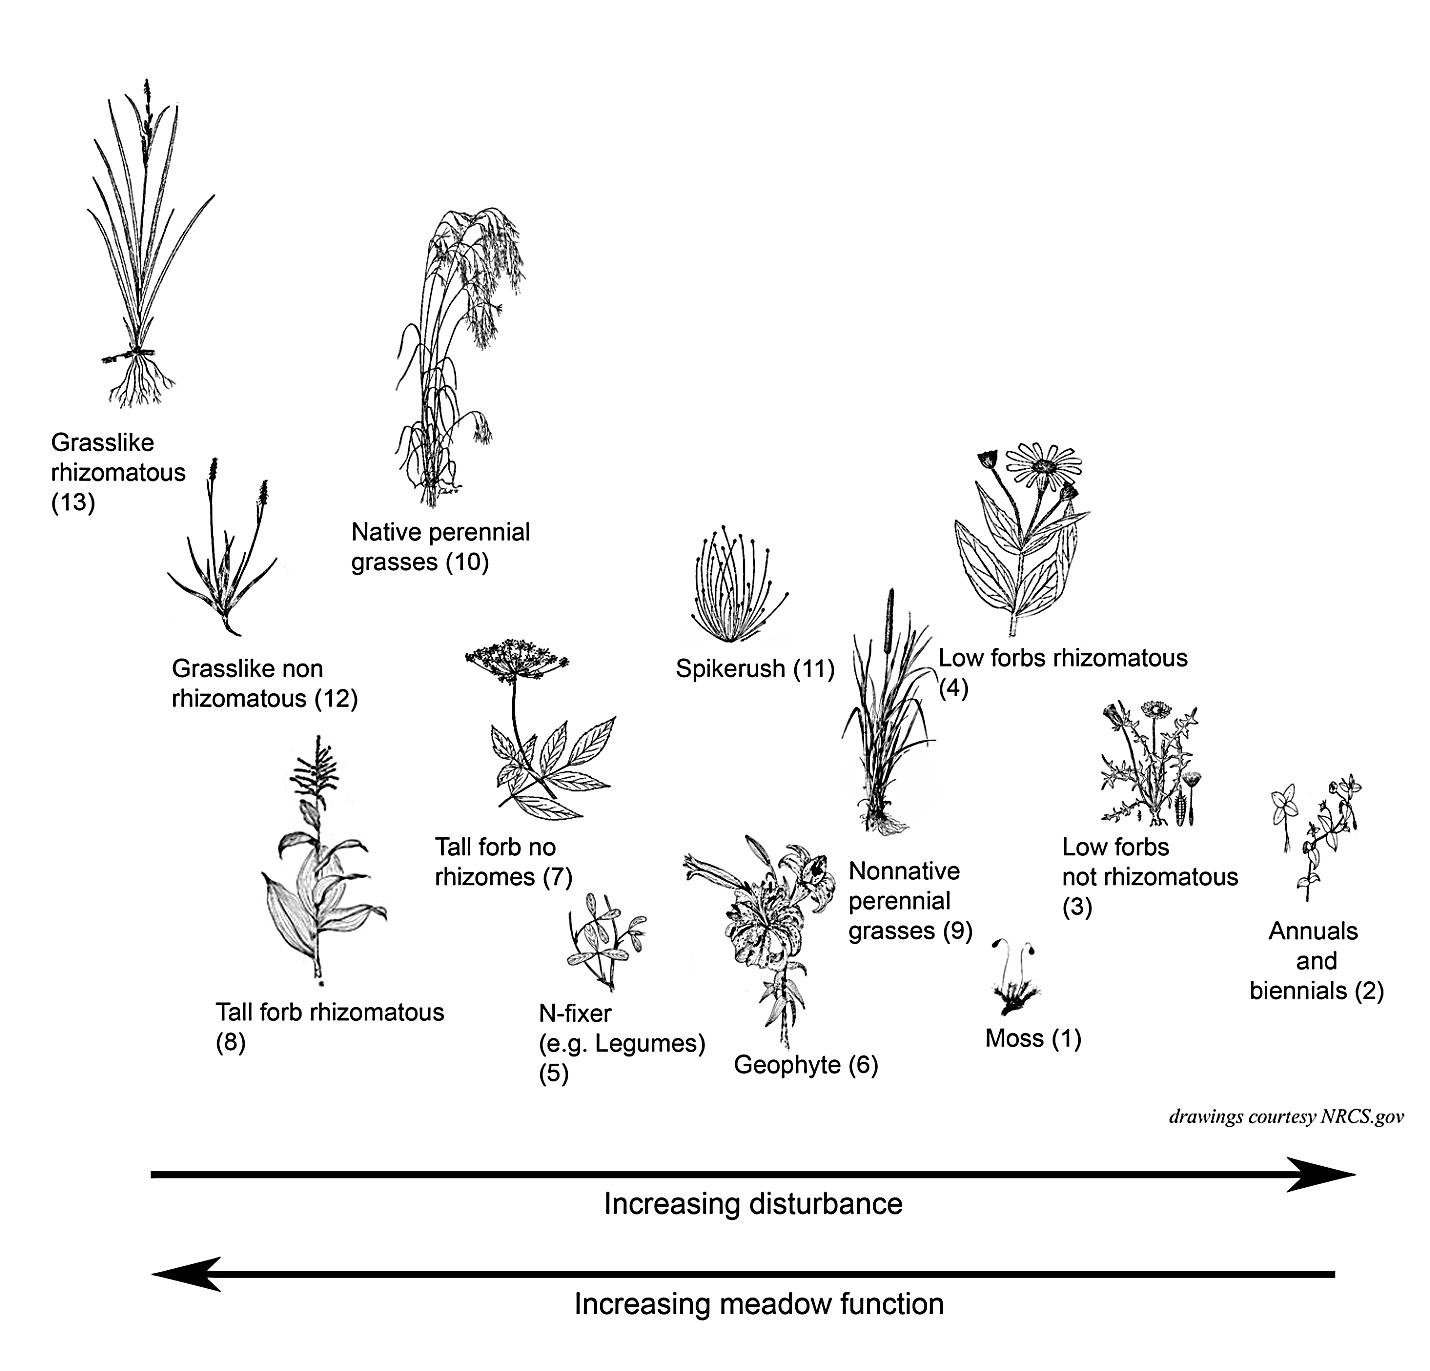 Grasslike
rhizomatous
(13)
Native perennial
grasses (10)
Grasslike non
rhizomatous (12)
Spikerush (11)
Low forbs rhizomatous
(4)
Tall forb no
rhizomes (7)
Nonnative
perennial
grasses (9)
Low forbs
not rhizomatous
(3)
Annuals
and
biennials (2)
Tall forb rhizomatous
(8)
N-fixer
(e.g. Legumes)
(5)
Geophyte (6)
Moss (1)
drawings courtesy NRCS.gov
Increasing disturbance
Increasing meadow function